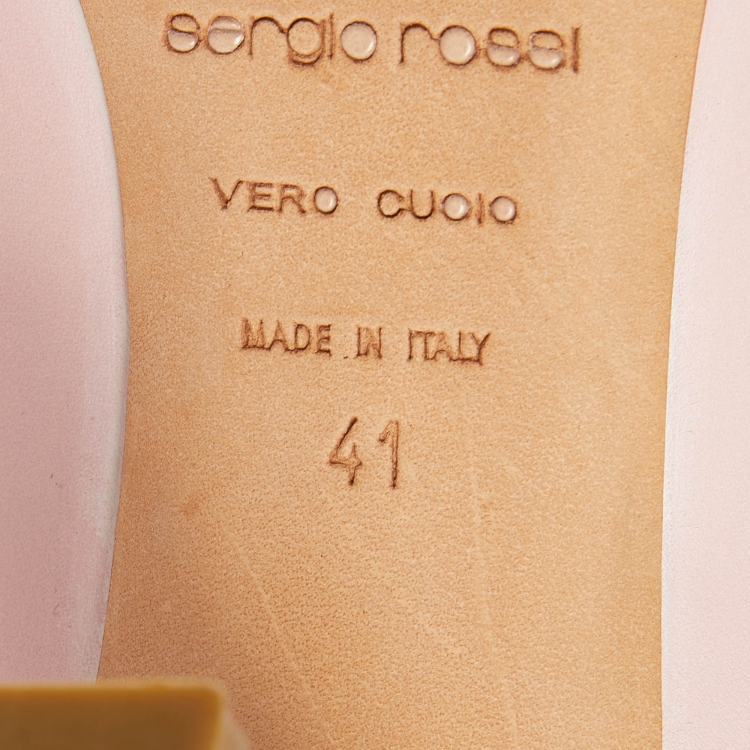 sergio rossi
VERO CUOIO
MADE IN ITALY
41